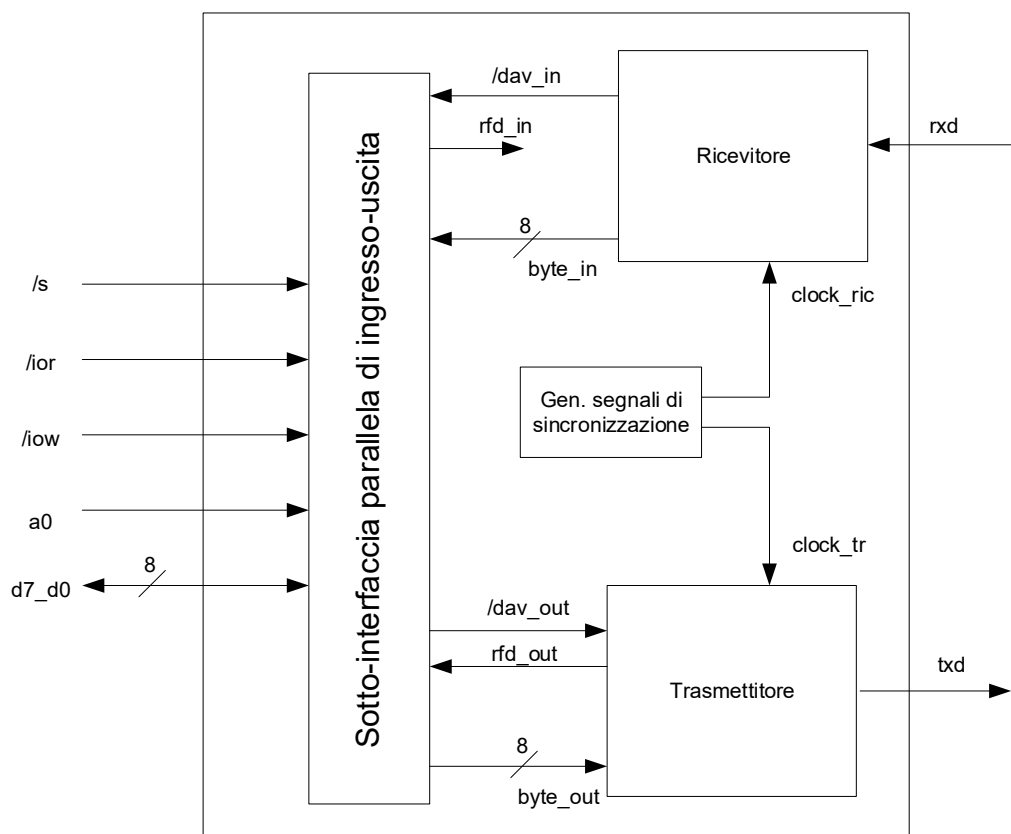 /dav_in
rfd_in
8
byte_in
Ricevitore
rxd
clock_ric
/s
/ior
/iow
a0
8
d7_d0
Sotto-interfaccia parallela di ingresso-uscita
Gen. segnali di
sincronizzazione
clock_tr
/dav_out
rfd_out
8
byte_out
Trasmettitore
txd